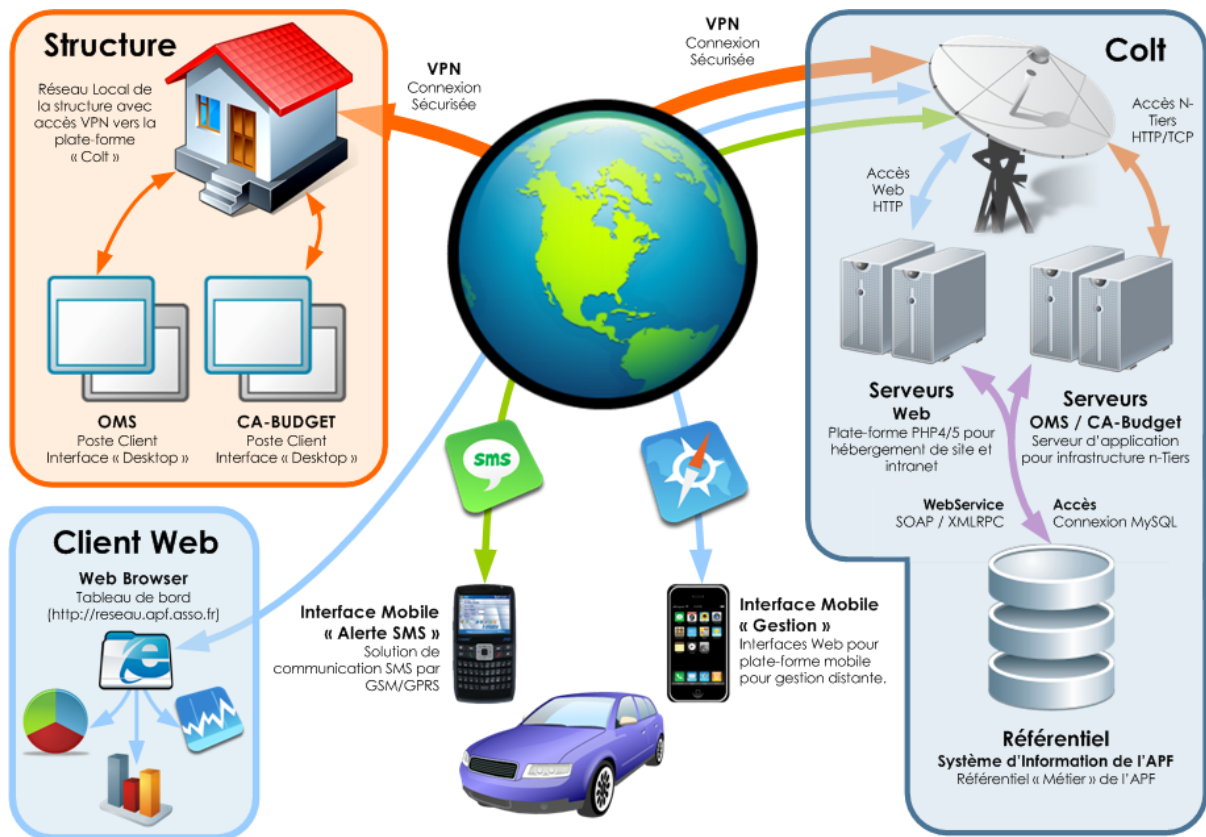 Structure
Réseau Local de
la structure avec
accès VPN vers la
plate-forme
« Colt »
VPN
Connexion
Sécurisée
OMS
Poste Client
Interface « Desktop »
CA-BUDGET
Poste Client
Interface « Desktop »
VPN
Connexion
Sécurisée
Colt
Accès N-
Tiers
HTTP/TCP
Accès
Web
HTTP
Serveurs
Web
Plate-forme PHP4/5 pour
hébergement de site et
intranet
Serveurs
OMS / CA-Budget
Serveur d'application
pour infrastructure n-Tiers
WebService
SOAP / XMLRPC
Accès
Connexion MySQL
Référentiel
Système d'Information de l'APF
Référentiel « Métier » de l'APF
Client Web
Web Browser
Tableau de bord
(http://reseau.apf.asso.fr)
sms
Interface Mobile
« Alerte SMS »
Solution de
communication SMS par
GSM/GPRS
Interface Mobile
« Gestion »
Interfaces Web pour
plate-forme mobile
pour gestion distante.